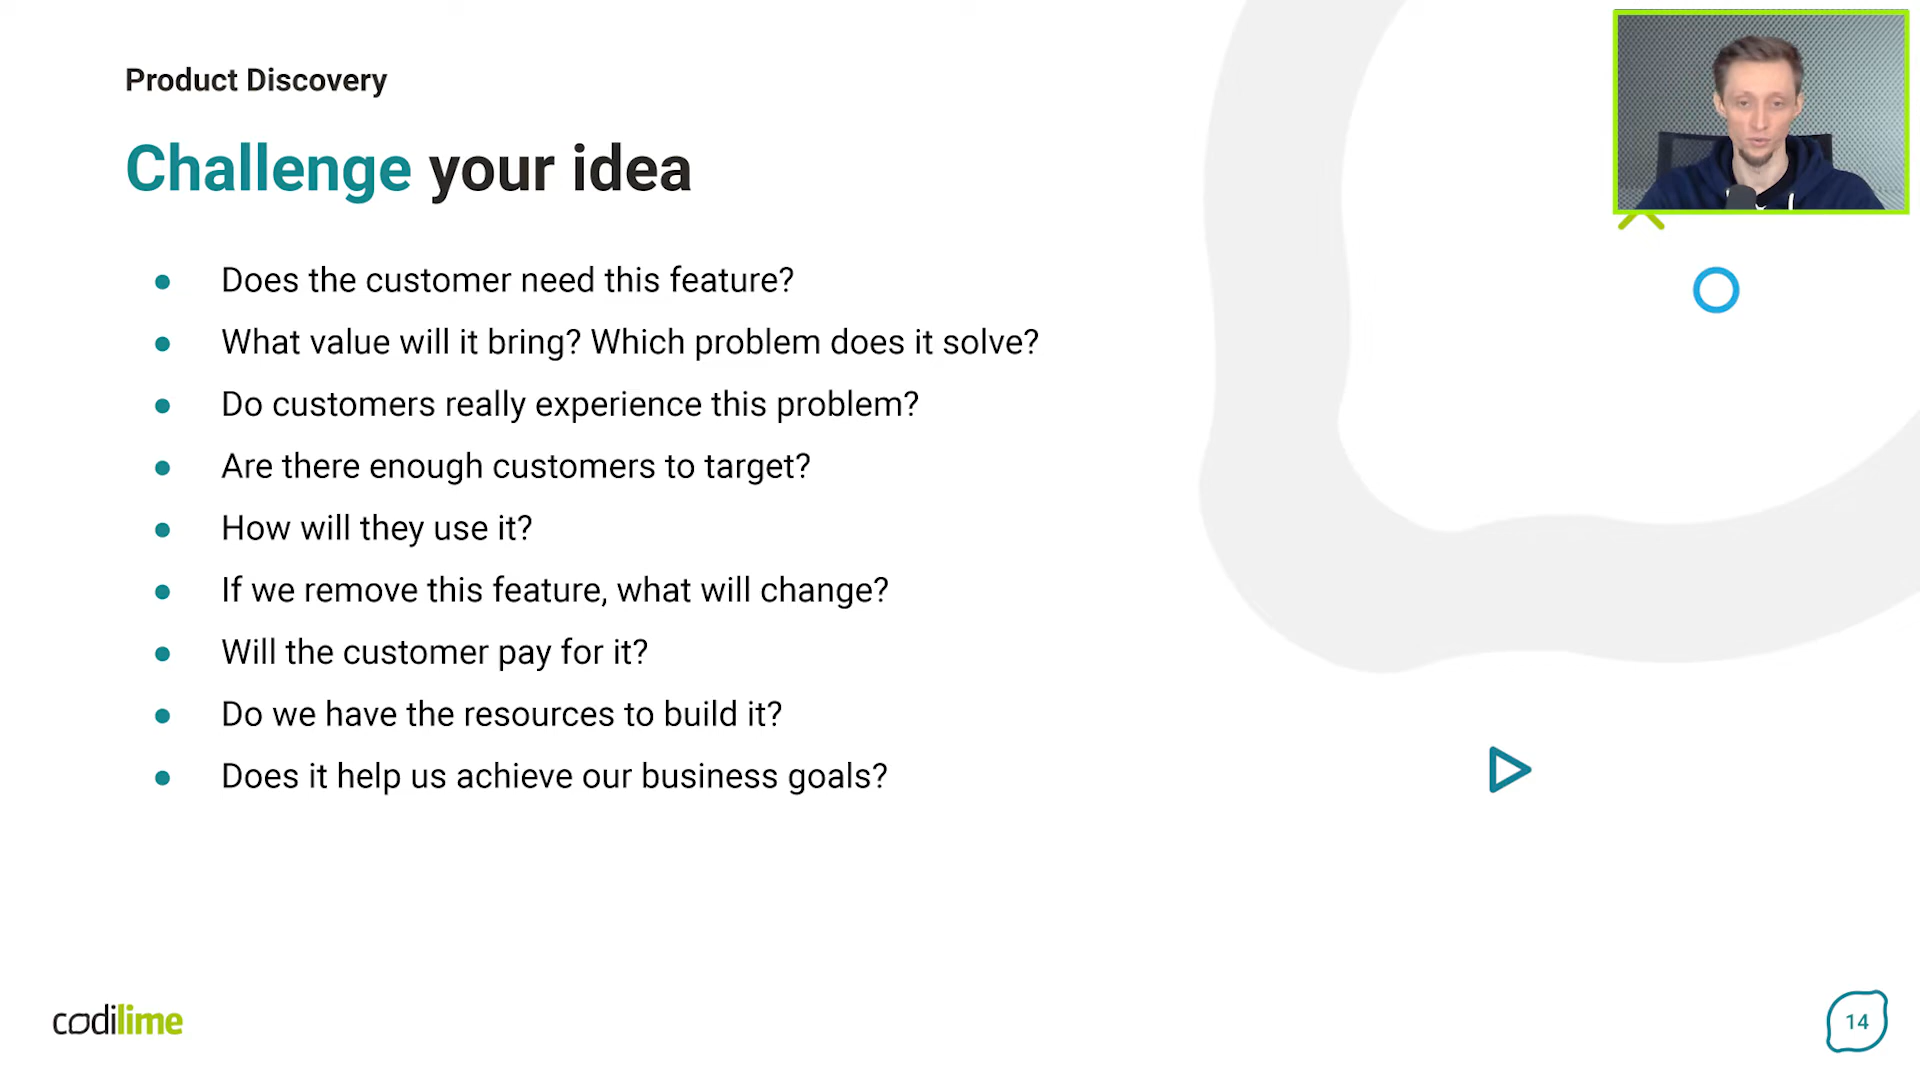 Product Discovery
Challenge your idea
Does the customer need this feature?
What value will it bring? Which problem does it solve?
Do customers really experience this problem?
Are there enough customers to target?
How will they use it?
If we remove this feature, what will change?
Will the customer pay for it?
Do we have the resources to build it?
Does it help us achieve our business goals?
codilime
14